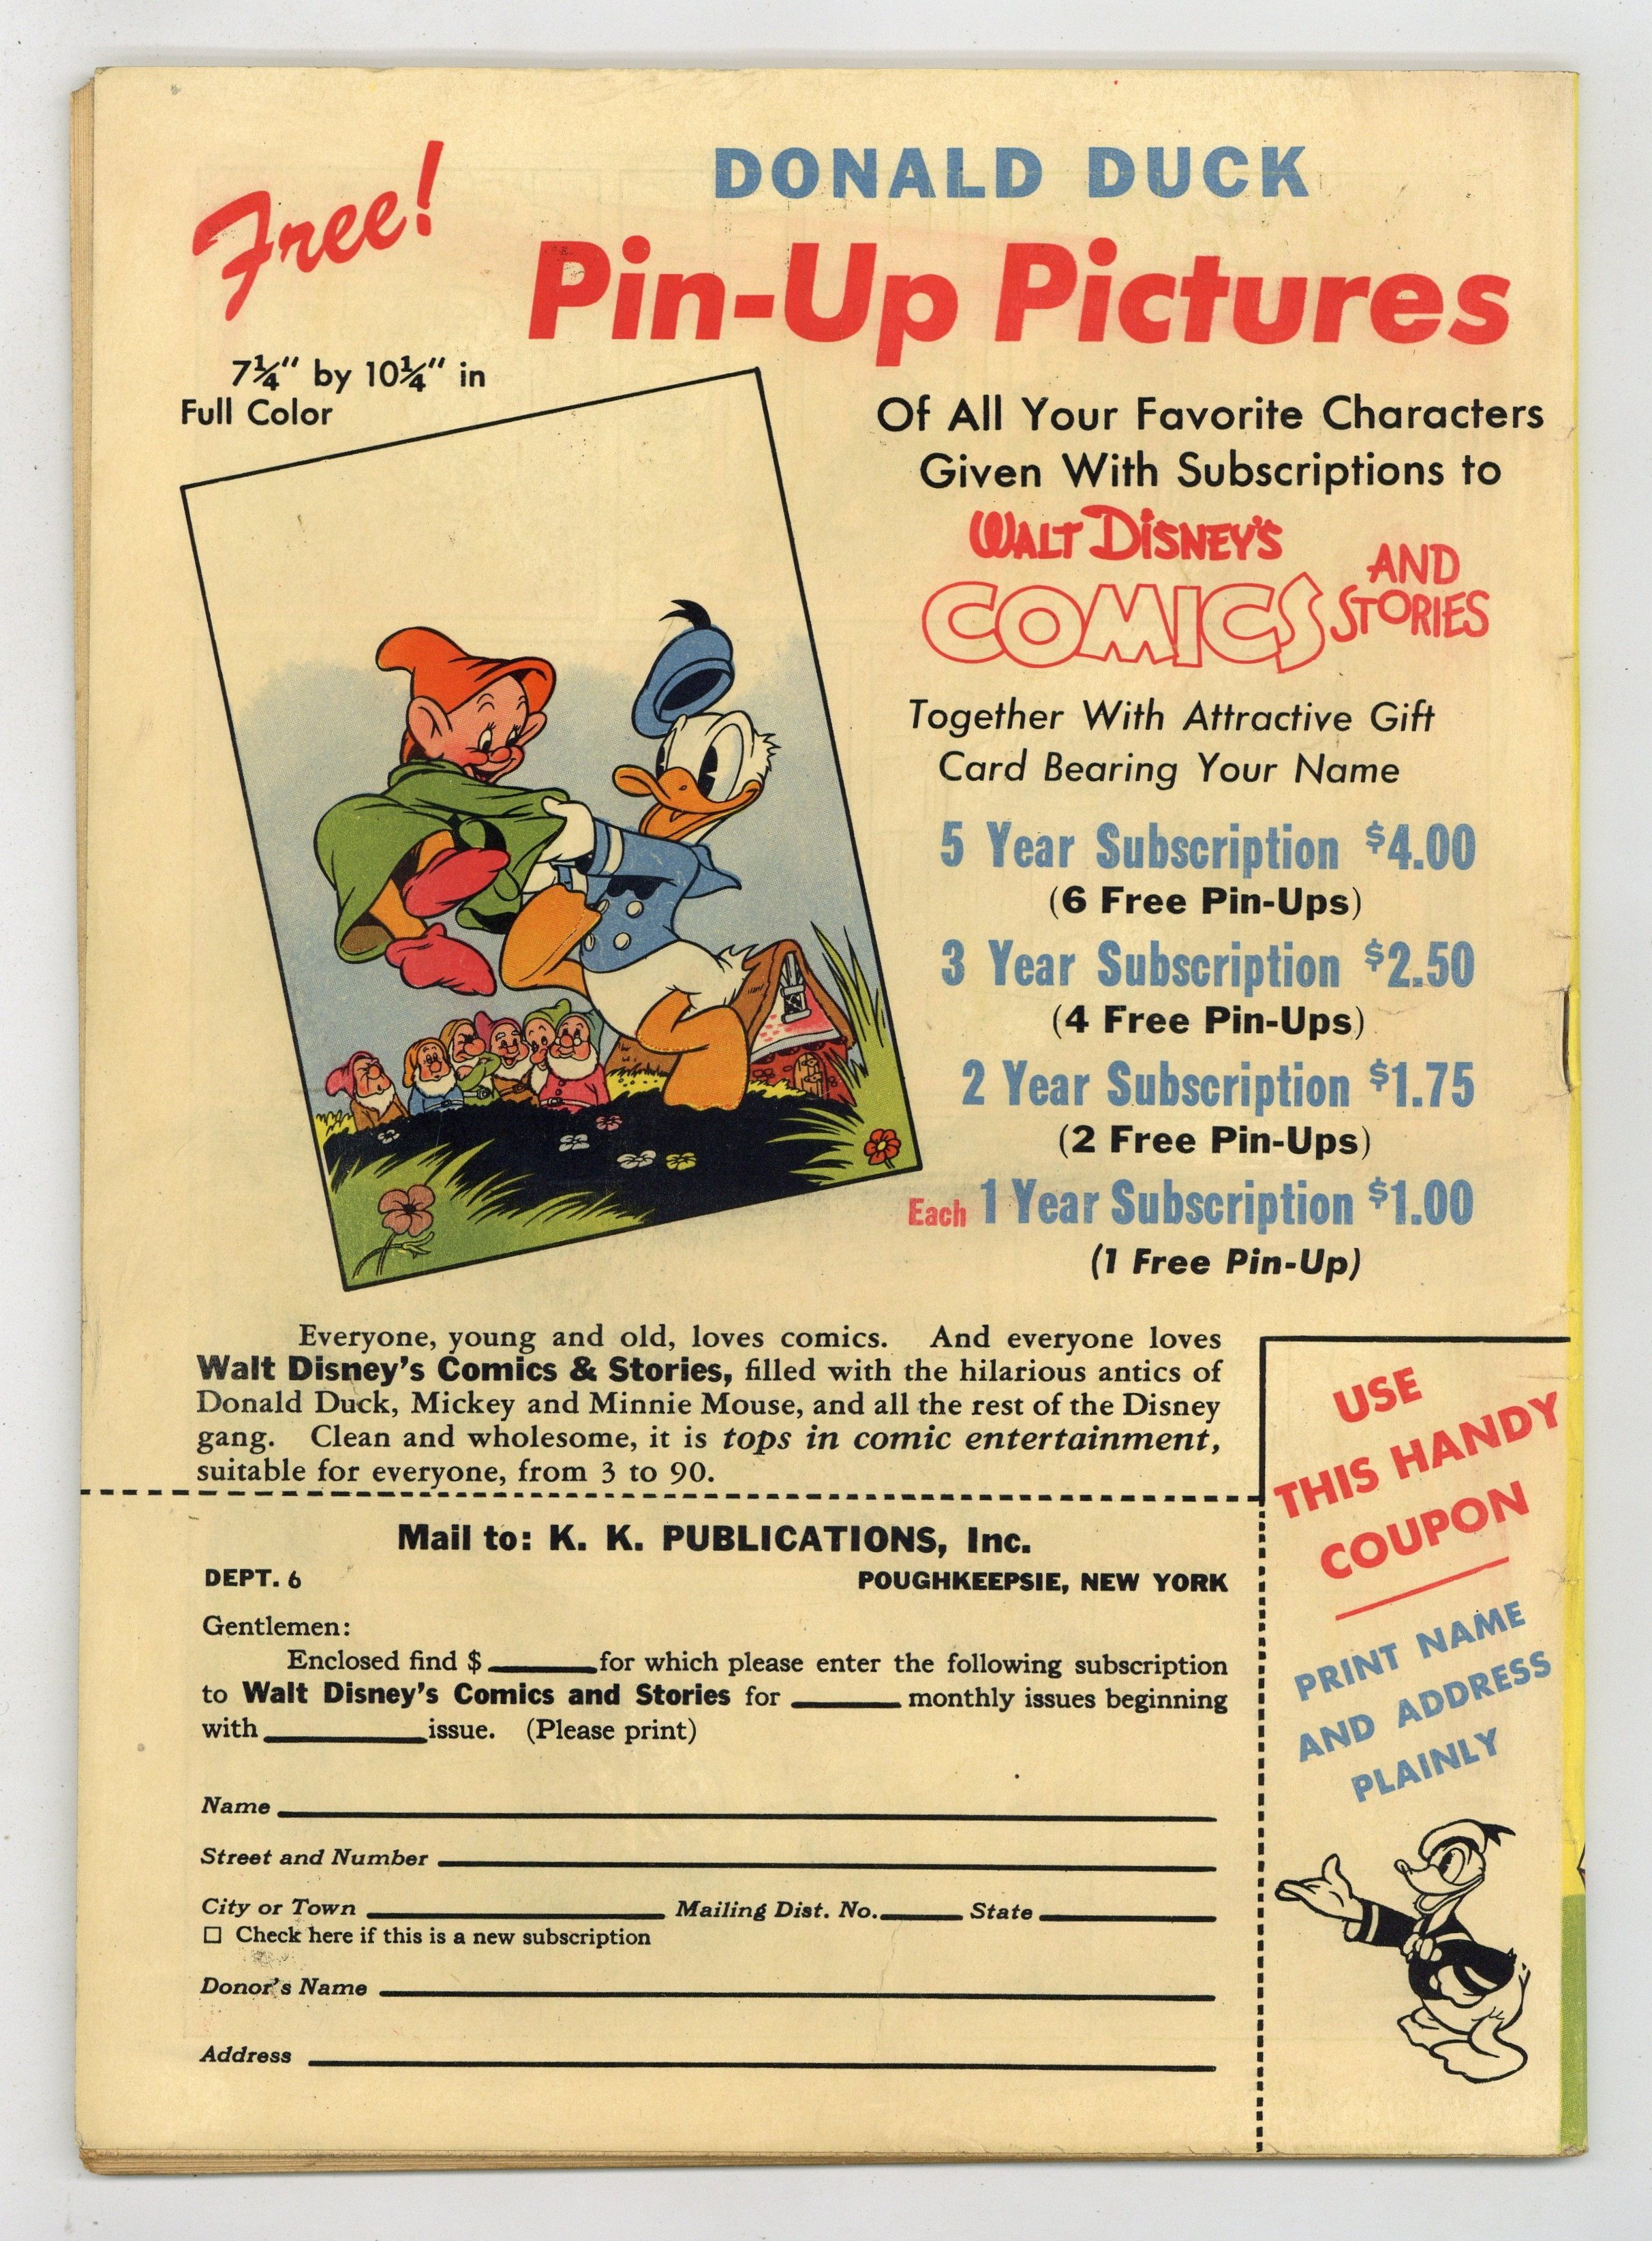 Free!
DONALD DUCK
Pin-Up Pictures
7¼" by 10¼" in
Full Color
Of All Your Favorite Characters
Given With Subscriptions to
WALT DISNEY'S
COMICS AND
STORIES
Together With Attractive Gift
Card Bearing Your Name
5 Year Subscription $4.00
(6 Free Pin-Ups)
3 Year Subscription $2.50
(4 Free Pin-Ups)
2 Year Subscription $1.75
(2 Free Pin-Ups)
Each 1 Year Subscription $1.00
(1 Free Pin-Up)
Everyone, young and old, loves comics. And everyone loves
Walt Disney's Comics & Stories, filled with the hilarious antics of
Donald Duck, Mickey and Minnie Mouse, and all the rest of the Disney
gang. Clean and wholesome, it is tops in comic entertainment,
suitable for everyone, from 3 to 90.
USE
THIS HANDY
COUPON
PRINT NAME
AND ADDRESS
PLAINLY
Mail to: K. K. PUBLICATIONS, Inc.
DEPT. 6 POUGHKEEPSIE, NEW YORK
Gentlemen:
Enclosed find $______for which please enter the following subscription
to Walt Disney's Comics and Stories for ______ monthly issues beginning
with_________issue. (Please print)
Name
Street and Number
City or Town Mailing Dist. No. State
☐ Check here if this is a new subscription
Donor's Name
Address